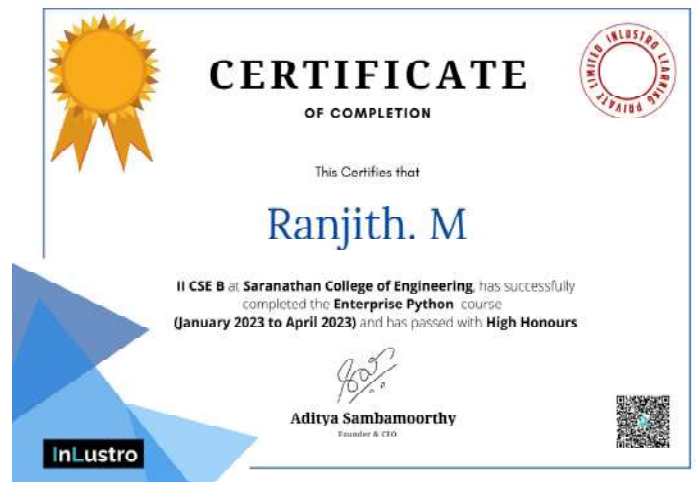 CERTIFICATE
OF COMPLETION
INLUSTRO LEARNING PRIVATE LIMITED
This Certifies that
Ranjith. M
II CSE B at Saranathan College of Engineering, has successfully
completed the Enterprise Python course
(January 2023 to April 2023) and has passed with High Honours
Aditya Sambamoorthy
Founder & CEO
InLustro